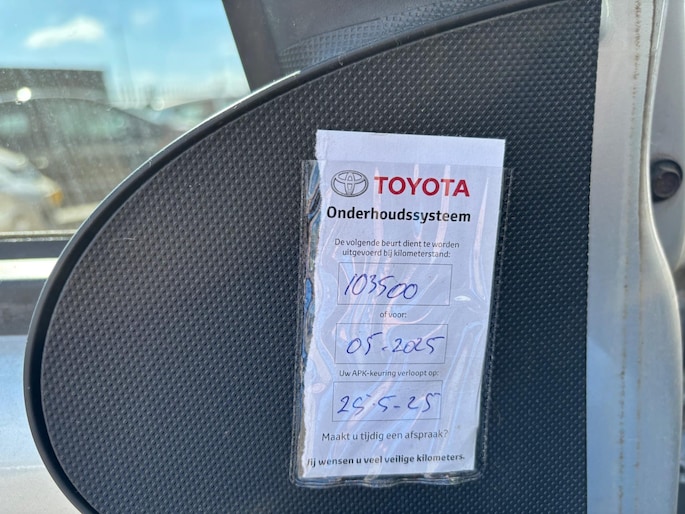 TOYOTA
Onderhoudssysteem
De volgende beurt dient te worden
uitgevoerd bij kilometerstand:
103500
of voor:
05-2025
Uw APK-keuring verloopt op:
25-5-25
Maakt u tijdig een afspraak?
Wij wensen u veel veilige kilometers.